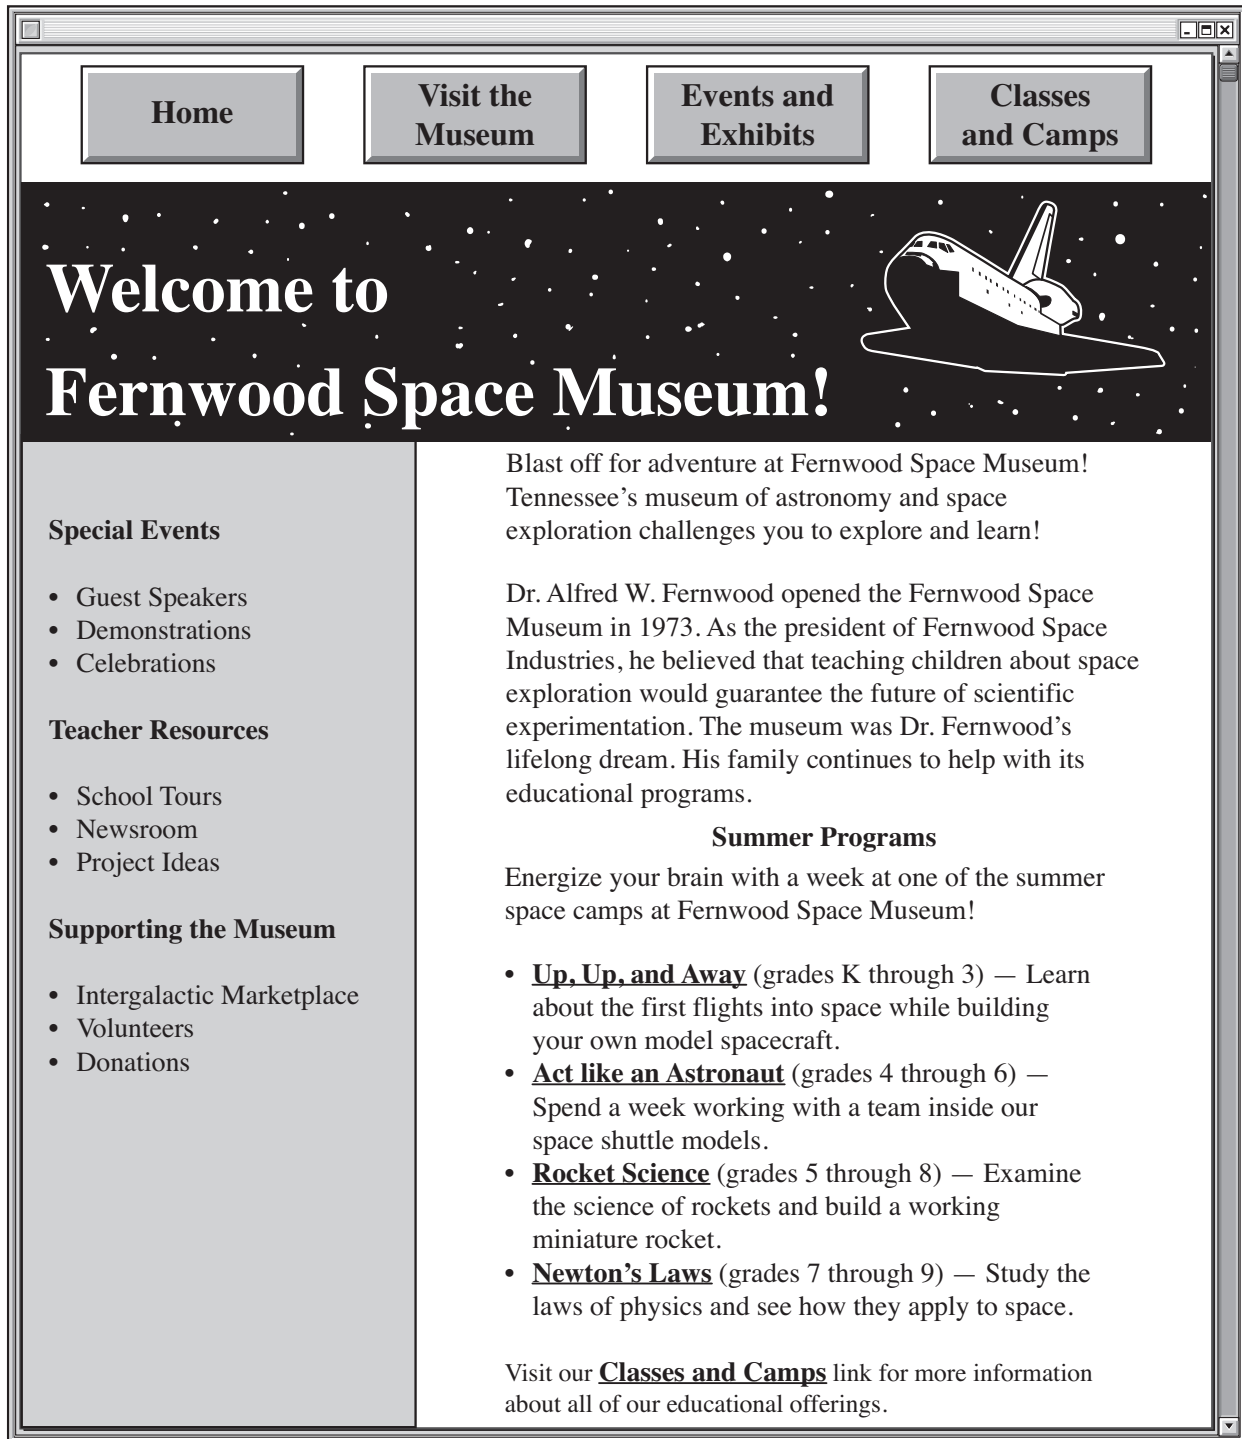 Home
Visit the
Museum
Events and
Exhibits
Classes
and Camps
Welcome to
Fernwood Space Museum!
Special Events
• Guest Speakers
• Demonstrations
• Celebrations
Teacher Resources
• School Tours
• Newsroom
• Project Ideas
Supporting the Museum
• Intergalactic Marketplace
• Volunteers
• Donations
Blast off for adventure at Fernwood Space Museum!
Tennessee’s museum of astronomy and space
exploration challenges you to explore and learn!
Dr. Alfred W. Fernwood opened the Fernwood Space
Museum in 1973. As the president of Fernwood Space
Industries, he believed that teaching children about space
exploration would guarantee the future of scientific
experimentation. The museum was Dr. Fernwood’s
lifelong dream. His family continues to help with its
educational programs.
Summer Programs
Energize your brain with a week at one of the summer
space camps at Fernwood Space Museum!
• Up, Up, and Away (grades K through 3) — Learn
about the first flights into space while building
your own model spacecraft.
• Act like an Astronaut (grades 4 through 6) —
Spend a week working with a team inside our
space shuttle models.
• Rocket Science (grades 5 through 8) — Examine
the science of rockets and build a working
miniature rocket.
• Newton’s Laws (grades 7 through 9) — Study the
laws of physics and see how they apply to space.
Visit our Classes and Camps link for more information
about all of our educational offerings.